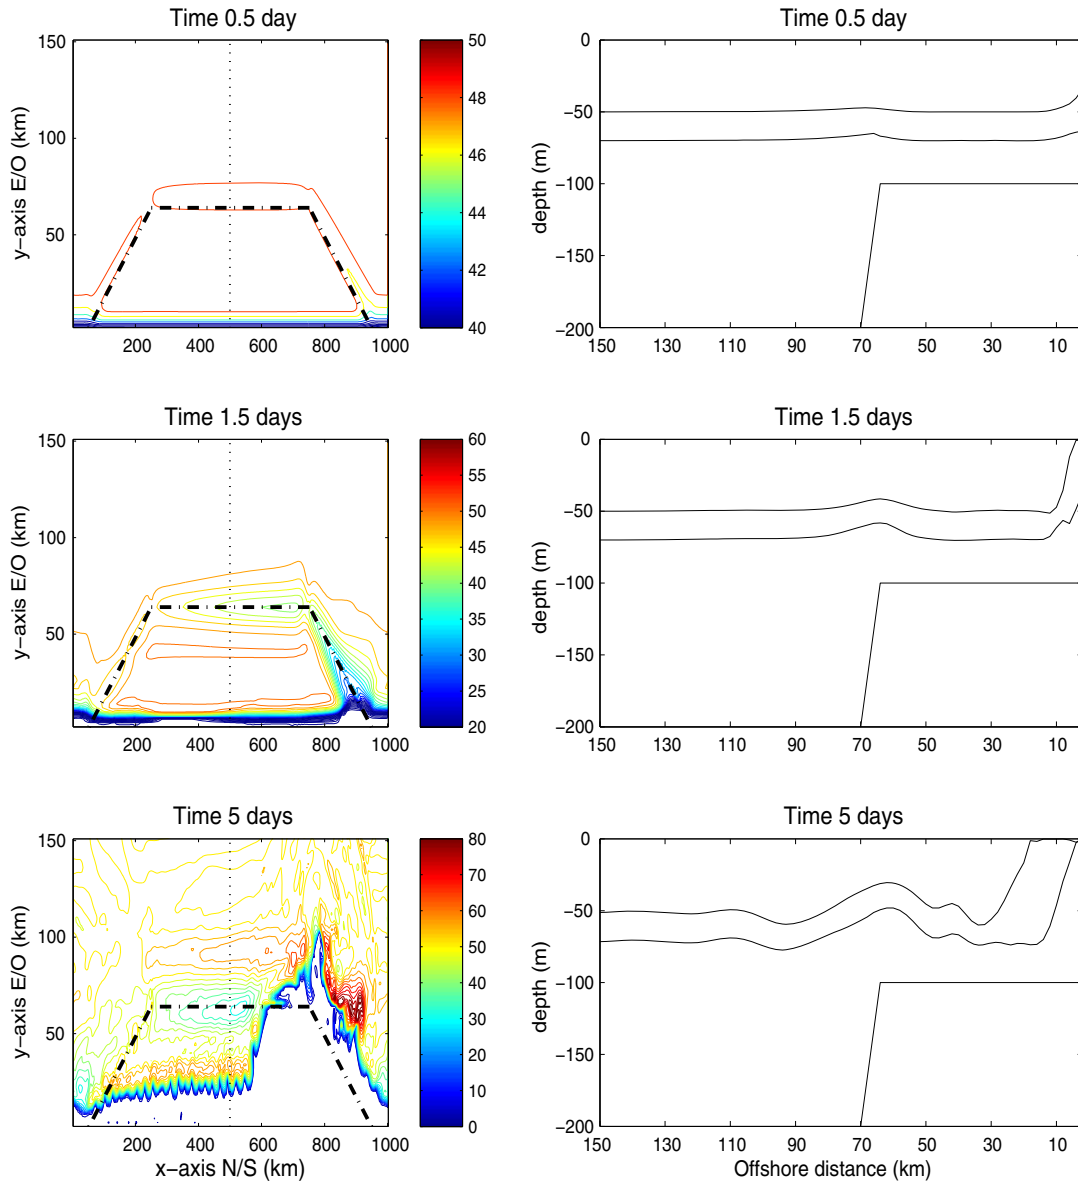 Time 0.5 day
150
100
50
200 400 600 800 1000
y−axis E/O (km)
50
48
46
44
42
40
Time 0.5 day
0
−50
−100
−150
−200
150 130 110 90 70 50 30 10
depth (m)
Time 1.5 days
150
100
50
200 400 600 800 1000
y−axis E/O (km)
60
55
50
45
40
35
30
25
20
Time 1.5 days
0
−50
−100
−150
−200
150 130 110 90 70 50 30 10
depth (m)
Time 5 days
150
100
50
200 400 600 800 1000
y−axis E/O (km)
x−axis N/S (km)
80
70
60
50
40
30
20
10
0
Time 5 days
0
−50
−100
−150
−200
150 130 110 90 70 50 30 10
depth (m)
Offshore distance (km)